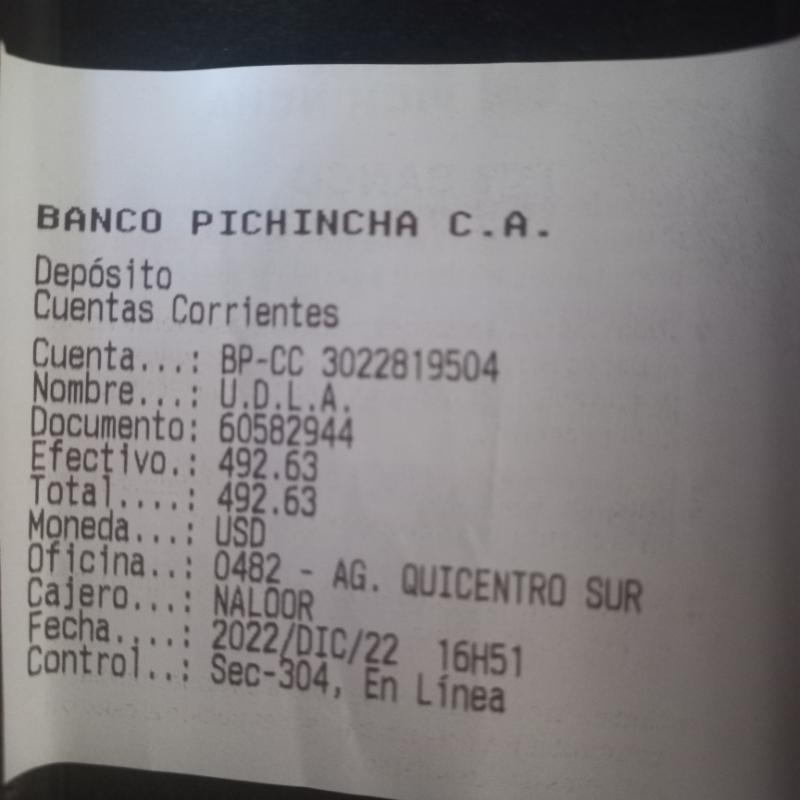 BANCO PICHINCHA C.A.
Depósito
Cuentas Corrientes
Cuenta...: BP-CC 3022819504
Nombre...: U.D.L.A.
Documento: 60582944
Efectivo.: 492.63
Total....: 492.63
Moneda...: USD
Oficina..: 0482 - AG. QUICENTRO SUR
Cajero...: NALOOR
Fecha....: 2022/DIC/22 16H51
Control..: Sec-304, En Línea